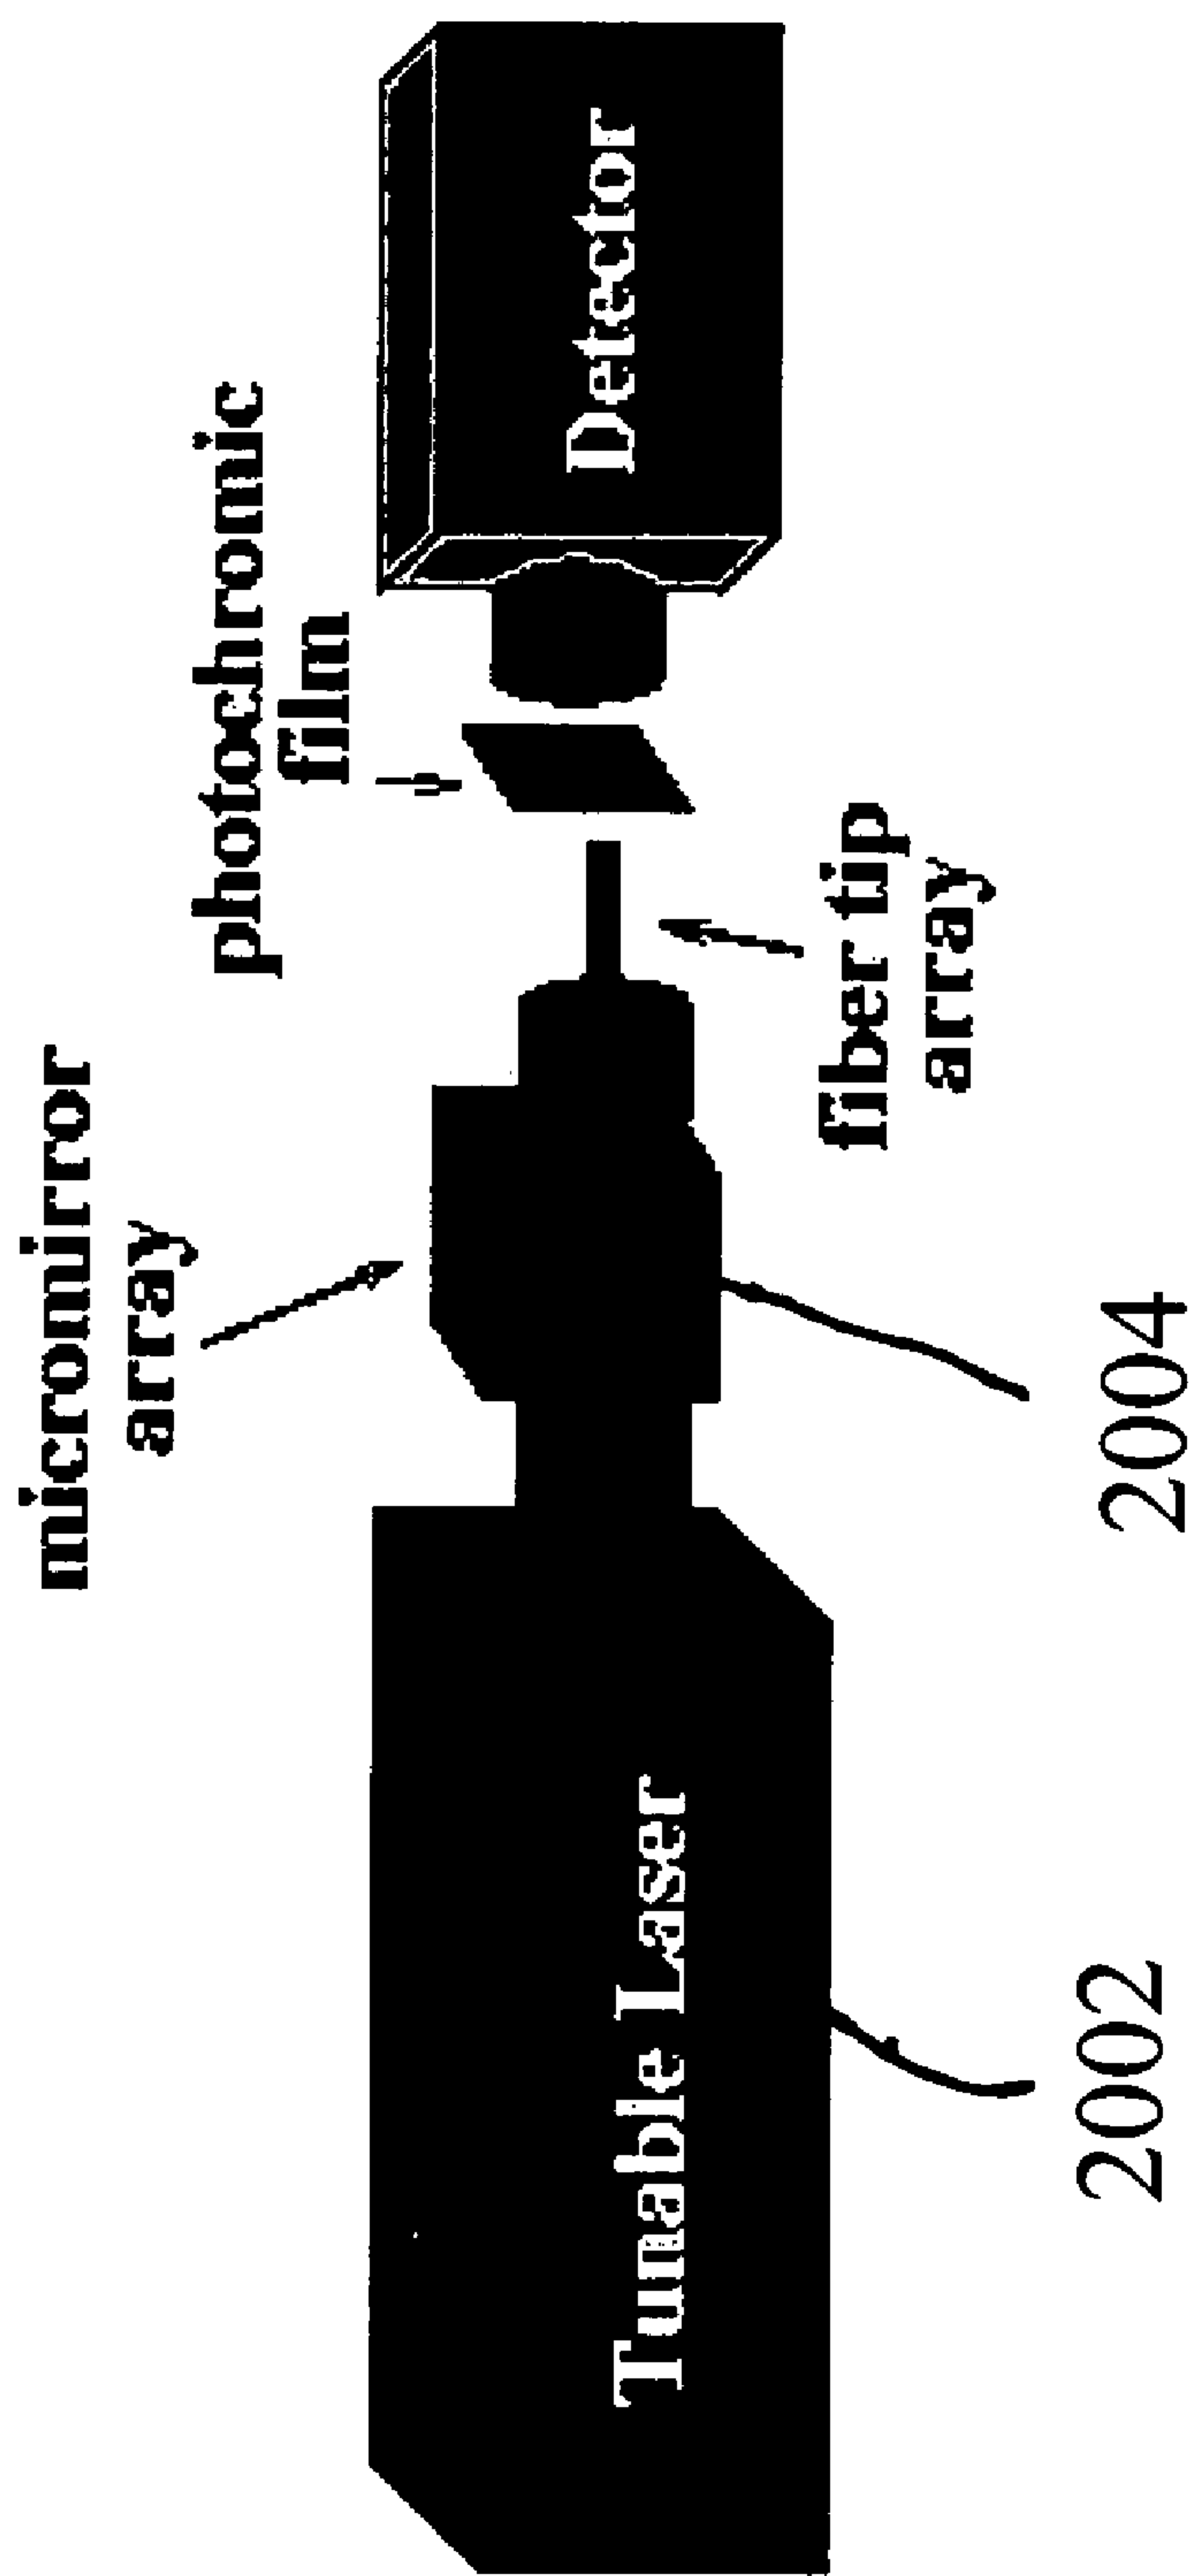 micromirror
array
photochromic
film
Tunable Laser
Detector
fiber tip
array
2002
2004